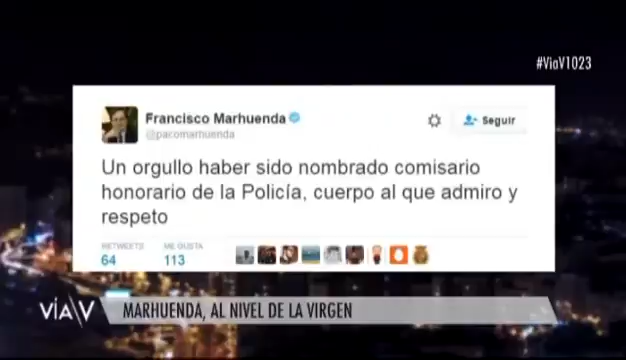 #ViaV1023
Francisco Marhuenda
@pacomarhuenda
Seguir
Un orgullo haber sido nombrado comisario
honorario de la Policía, cuerpo al que admiro y
respeto
RETWEETS ME GUSTA
64 113
VÍA V
MARHUENDA, AL NIVEL DE LA VIRGEN